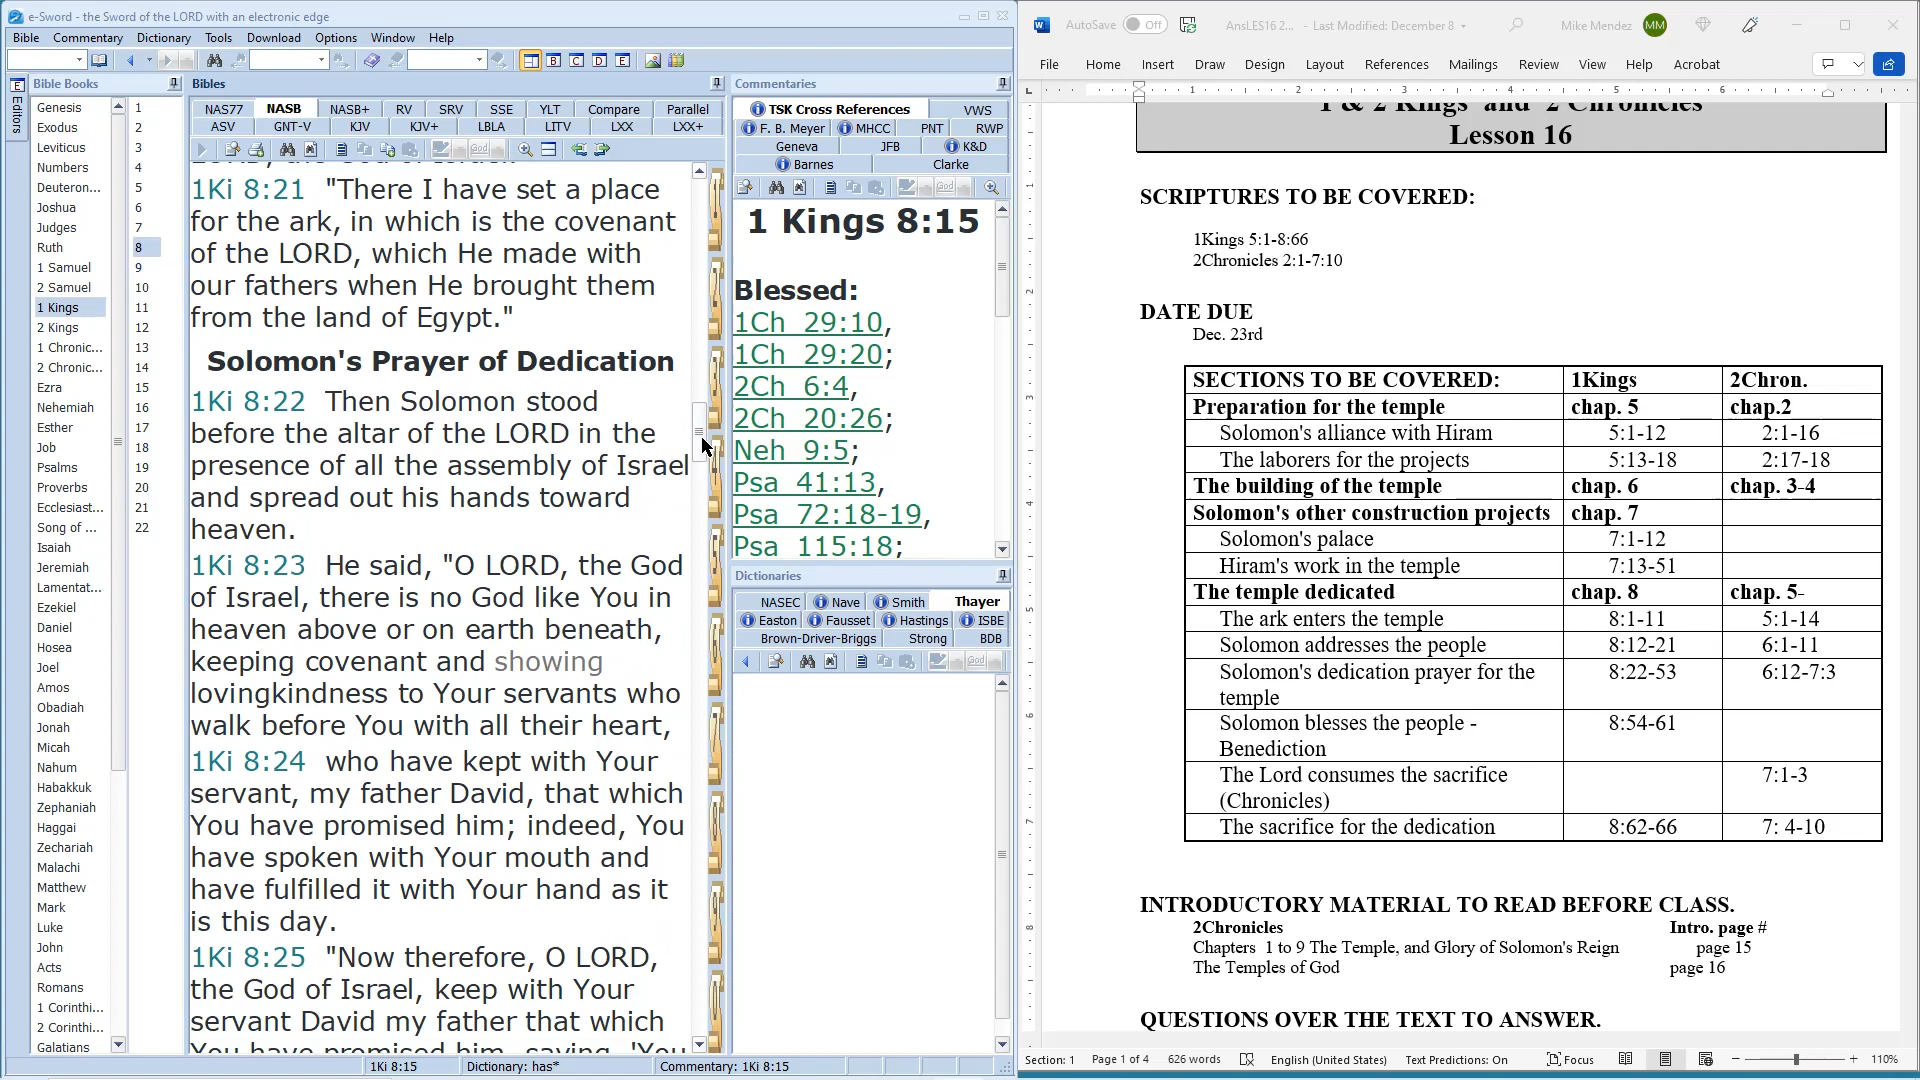 e-Sword - the Sword of the LORD with an electronic edge
Bible Commentary Dictionary Tools Download Options Window Help
B C D E
Editors
Bible Books
Genesis
Exodus
Leviticus
Numbers
Deuteron...
Joshua
Judges
Ruth
1 Samuel
2 Samuel
1 Kings
2 Kings
1 Chronic...
2 Chronic...
Ezra
Nehemiah
Esther
Job
Psalms
Proverbs
Ecclesiast...
Song of ...
Isaiah
Jeremiah
Lamentat...
Ezekiel
Daniel
Hosea
Joel
Amos
Obadiah
Jonah
Micah
Nahum
Habakkuk
Zephaniah
Haggai
Zechariah
Malachi
Matthew
Mark
Luke
John
Acts
Romans
1 Corinthi...
2 Corinthi...
Galatians
1
2
3
4
5
6
7
8
9
10
11
12
13
14
15
16
17
18
19
20
21
22
Bibles
NAS77 NASB NASB+ RV SRV SSE YLT Compare Parallel
ASV GNT-V KJV KJV+ LBLA LITV LXX LXX+
1Ki 8:21 "There I have set a place
for the ark, in which is the covenant
of the LORD, which He made with
our fathers when He brought them
from the land of Egypt."
Solomon's Prayer of Dedication
1Ki 8:22 Then Solomon stood
before the altar of the LORD in the
presence of all the assembly of Israel
and spread out his hands toward
heaven.
1Ki 8:23 He said, "O LORD, the God
of Israel, there is no God like You in
heaven above or on earth beneath,
keeping covenant and showing
lovingkindness to Your servants who
walk before You with all their heart,
1Ki 8:24 who have kept with Your
servant, my father David, that which
You have promised him; indeed, You
have spoken with Your mouth and
have fulfilled it with Your hand as it
is this day.
1Ki 8:25 "Now therefore, O LORD,
the God of Israel, keep with Your
servant David my father that which
You have promised him, saying, 'You
Commentaries
TSK Cross References VWS
F. B. Meyer MHCC PNT RWP
Geneva JFB K&D
Barnes Clarke
1 Kings 8:15
Blessed:
1Ch 29:10,
1Ch 29:20;
2Ch 6:4,
2Ch 20:26;
Neh 9:5;
Psa 41:13,
Psa 72:18-19,
Psa 115:18;
Dictionaries
NASEC Nave Smith Thayer
Easton Fausset Hastings ISBE
Brown-Driver-Briggs Strong BDB
1Ki 8:15 Dictionary: has* Commentary: 1Ki 8:15
AutoSave Off AnsLES16 2... - Last Modified: December 8 Mike Mendez MM
File Home Insert Draw Design Layout References Mailings Review View Help Acrobat
1 & 2 Kings and 2 Chronicles
Lesson 16
SCRIPTURES TO BE COVERED:
1Kings 5:1-8:66
2Chronicles 2:1-7:10
DATE DUE
Dec. 23rd
SECTIONS TO BE COVERED: 1Kings 2Chron.
Preparation for the temple chap. 5 chap.2
Solomon's alliance with Hiram 5:1-12 2:1-16
The laborers for the projects 5:13-18 2:17-18
The building of the temple chap. 6 chap. 3-4
Solomon's other construction projects chap. 7
Solomon's palace 7:1-12
Hiram's work in the temple 7:13-51
The temple dedicated chap. 8 chap. 5-
The ark enters the temple 8:1-11 5:1-14
Solomon addresses the people 8:12-21 6:1-11
Solomon's dedication prayer for the 8:22-53 6:12-7:3
temple
Solomon blesses the people - 8:54-61
Benediction
The Lord consumes the sacrifice 7:1-3
(Chronicles)
The sacrifice for the dedication 8:62-66 7: 4-10
INTRODUCTORY MATERIAL TO READ BEFORE CLASS.
2Chronicles Intro. page #
Chapters 1 to 9 The Temple, and Glory of Solomon's Reign page 15
The Temples of God page 16
QUESTIONS OVER THE TEXT TO ANSWER.
Section: 1 Page 1 of 4 626 words English (United States) Text Predictions: On Focus 110%